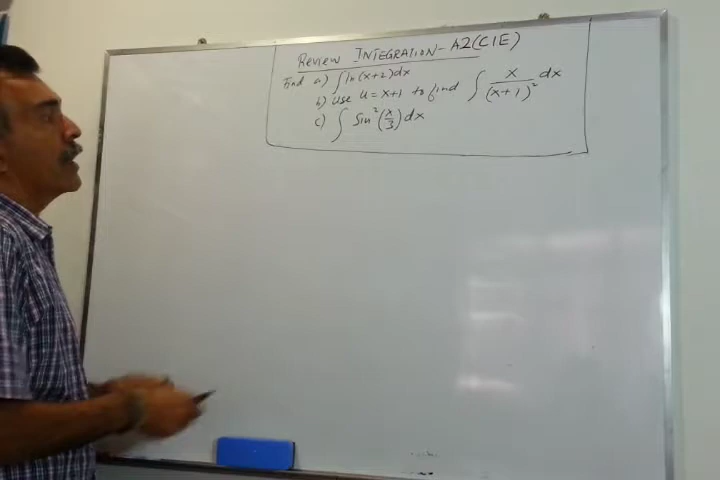 Review INTEGRATION - A2(CIE)
Find a) ∫ ln(x+2)dx
b) Use u = x+1 to find ∫ x/(x+1)² dx
c) ∫ Sin²(x/3) dx